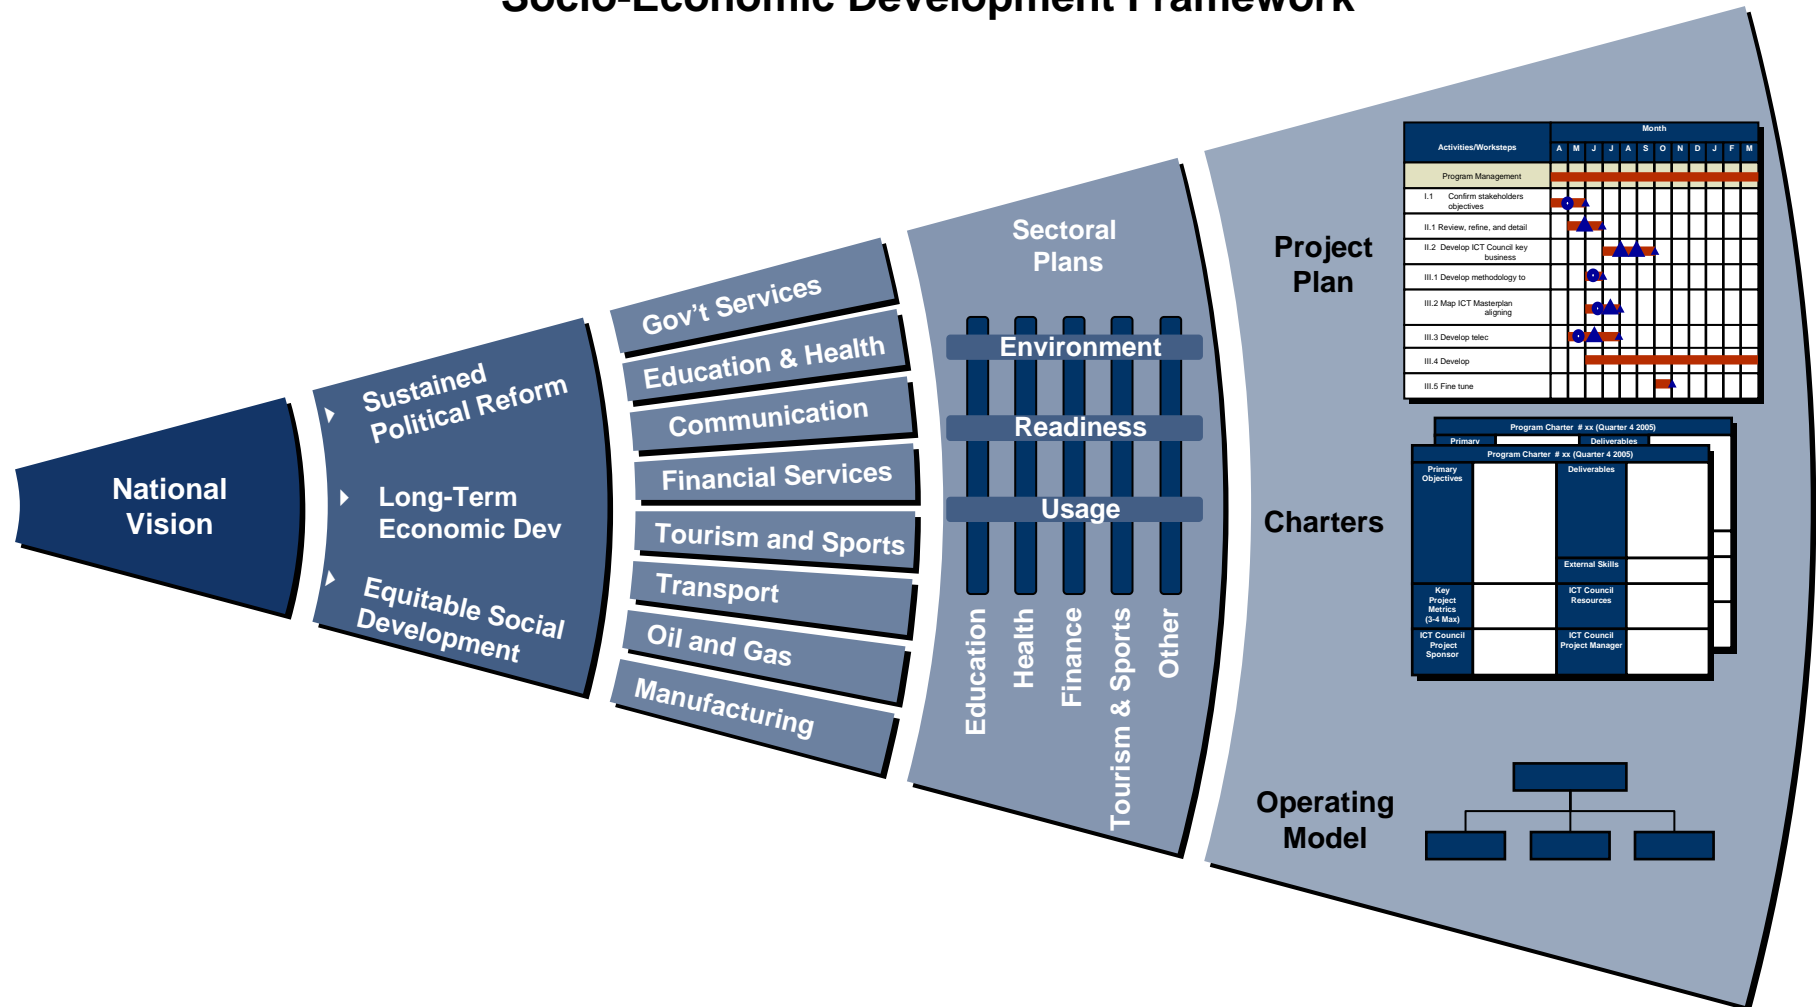 Socio-Economic Development Framework
National
Vision
Sustained
Political Reform
Long-Term
Economic Dev
Equitable Social
Development
Gov't Services
Education & Health
Communication
Financial Services
Tourism and Sports
Transport
Oil and Gas
Manufacturing
Sectoral
Plans
Environment
Readiness
Usage
Education
Health
Finance
Tourism & Sports
Other
Project
Plan
Activities/Worksteps
Month
A M J J A S O N D J F M
Program Management
I.1 Confirm stakeholders
objectives
II.1 Review, refine, and detail
II.2 Develop ICT Council key
business
III.1 Develop methodology to
III.2 Map ICT Masterplan
aligning
III.3 Develop telec
III.4 Develop
III.5 Fine tune
Charters
Program Charter # xx (Quarter 4 2005)
Primary
Deliverables
Program Charter # xx (Quarter 4 2005)
Primary
Objectives
Deliverables
External Skills
Key
Project
Metrics
(3-4 Max)
ICT Council
Resources
ICT Council
Project
Sponsor
ICT Council
Project Manager
Operating
Model